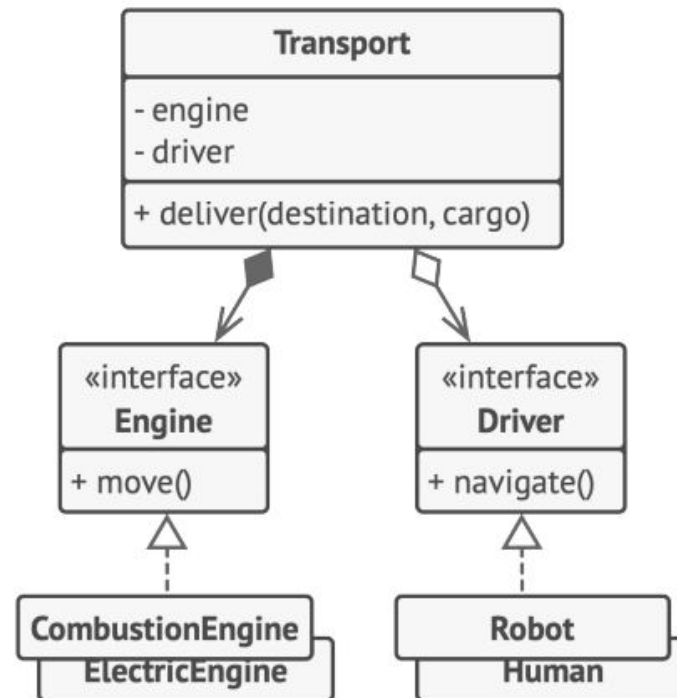 Transport
- engine
- driver
+ deliver(destination, cargo)
«interface»
Engine
+ move()
«interface»
Driver
+ navigate()
CombustionEngine
ElectricEngine
Robot
Human